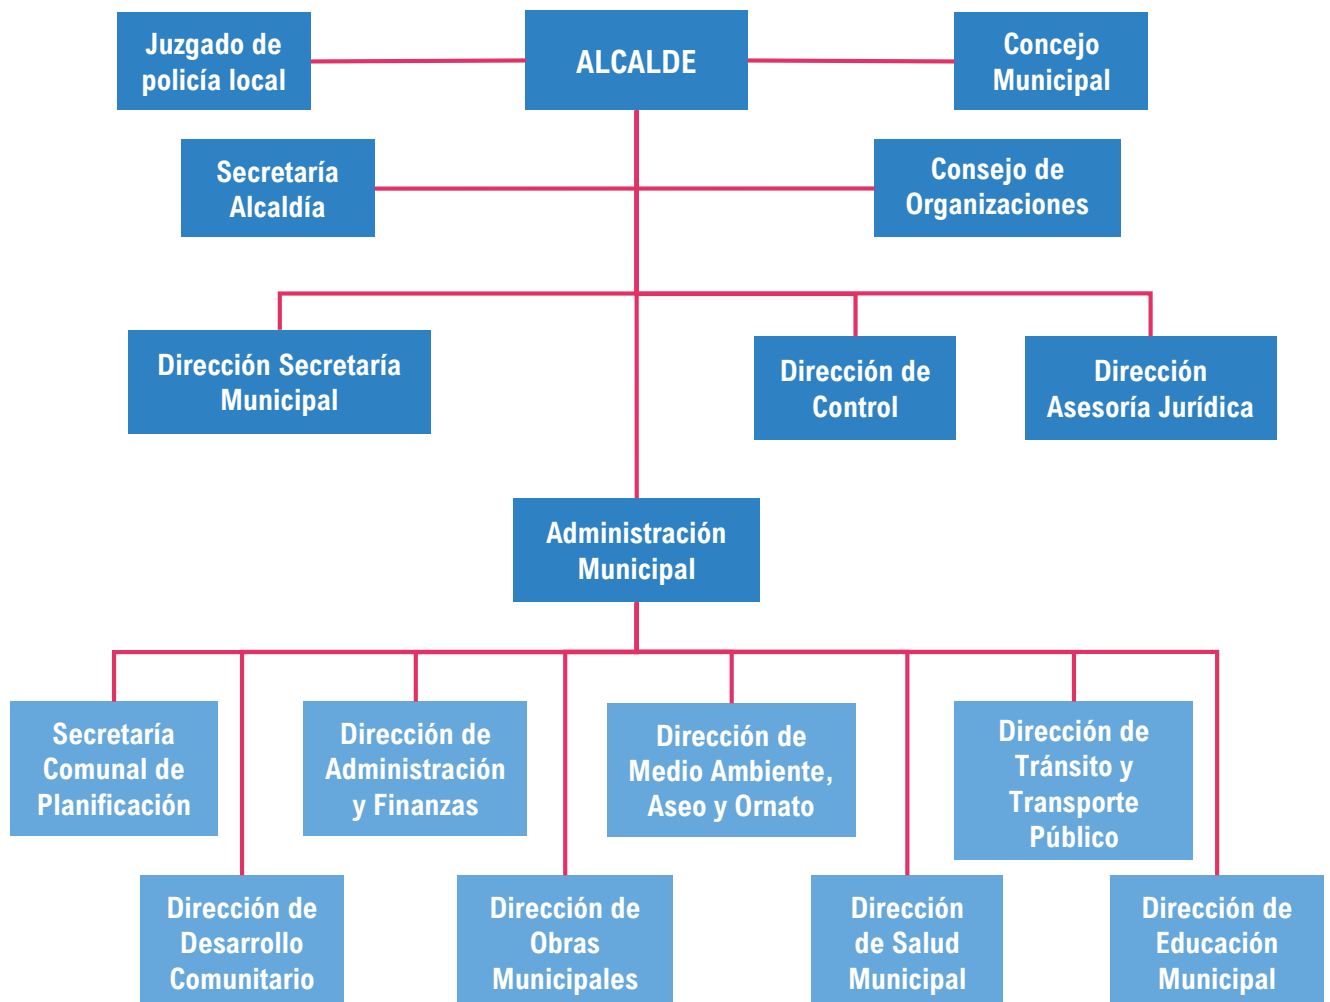 Juzgado de
policía local
ALCALDE
Concejo
Municipal
Secretaría
Alcaldía
Consejo de
Organizaciones
Dirección Secretaría
Municipal
Dirección de
Control
Dirección
Asesoría Jurídica
Administración
Municipal
Secretaría
Comunal de
Planificación
Dirección de
Administración
y Finanzas
Dirección de
Medio Ambiente,
Aseo y Ornato
Dirección de
Tránsito y
Transporte
Público
Dirección de
Desarrollo
Comunitario
Dirección de
Obras
Municipales
Dirección
de Salud
Municipal
Dirección de
Educación
Municipal